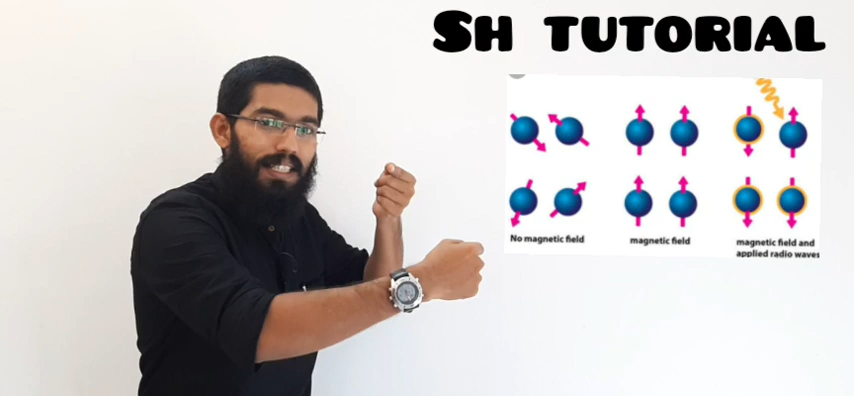 SH TUTORIAL
No magnetic field
magnetic field
magnetic field and
applied radio waves